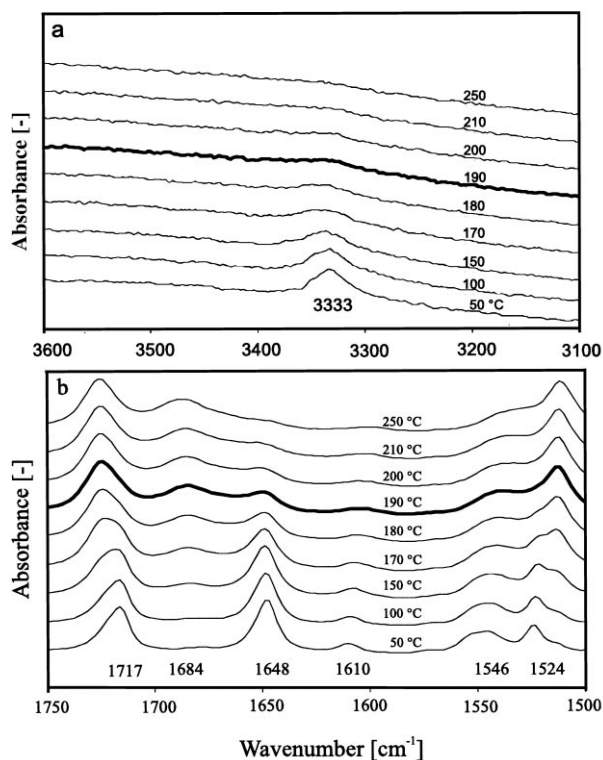 a
Absorbance [-]
250
210
200
190
180
170
150
100
50 °C
3333
3600 3500 3400 3300 3200 3100
b
Absorbance [-]
250 °C
210 °C
200 °C
190 °C
180 °C
170 °C
150 °C
100 °C
50 °C
1717 1684 1648 1610 1546 1524
1750 1700 1650 1600 1550 1500
Wavenumber [cm⁻¹]